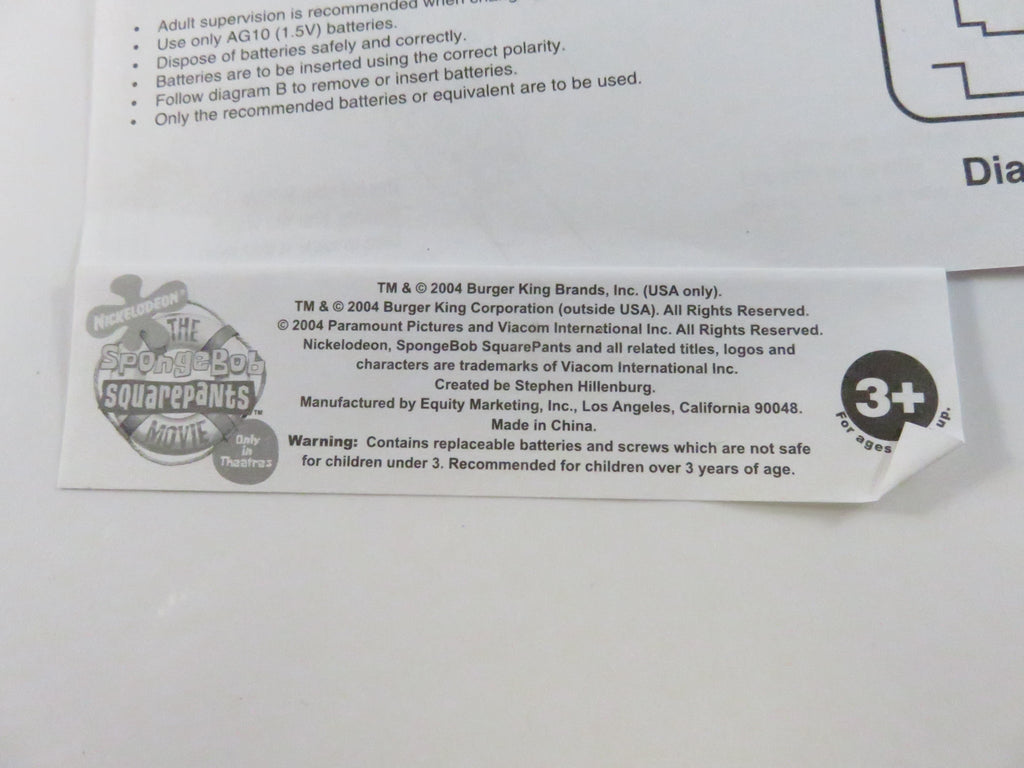 • Adult supervision is recommended when
• Use only AG10 (1.5V) batteries.
• Dispose of batteries safely and correctly.
• Batteries are to be inserted using the correct polarity.
• Follow diagram B to remove or insert batteries.
• Only the recommended batteries or equivalent are to be used.
Dia
NICKELODEON
THE
SpongeBob
SQUAREPANTS
MOVIE
TM
Only
in
Theatres
TM & © 2004 Burger King Brands, Inc. (USA only).
TM & © 2004 Burger King Corporation (outside USA). All Rights Reserved.
© 2004 Paramount Pictures and Viacom International Inc. All Rights Reserved.
Nickelodeon, SpongeBob SquarePants and all related titles, logos and
characters are trademarks of Viacom International Inc.
Created be Stephen Hillenburg.
Manufactured by Equity Marketing, Inc., Los Angeles, California 90048.
Made in China.
Warning: Contains replaceable batteries and screws which are not safe
for children under 3. Recommended for children over 3 years of age.
3+
For ages up.